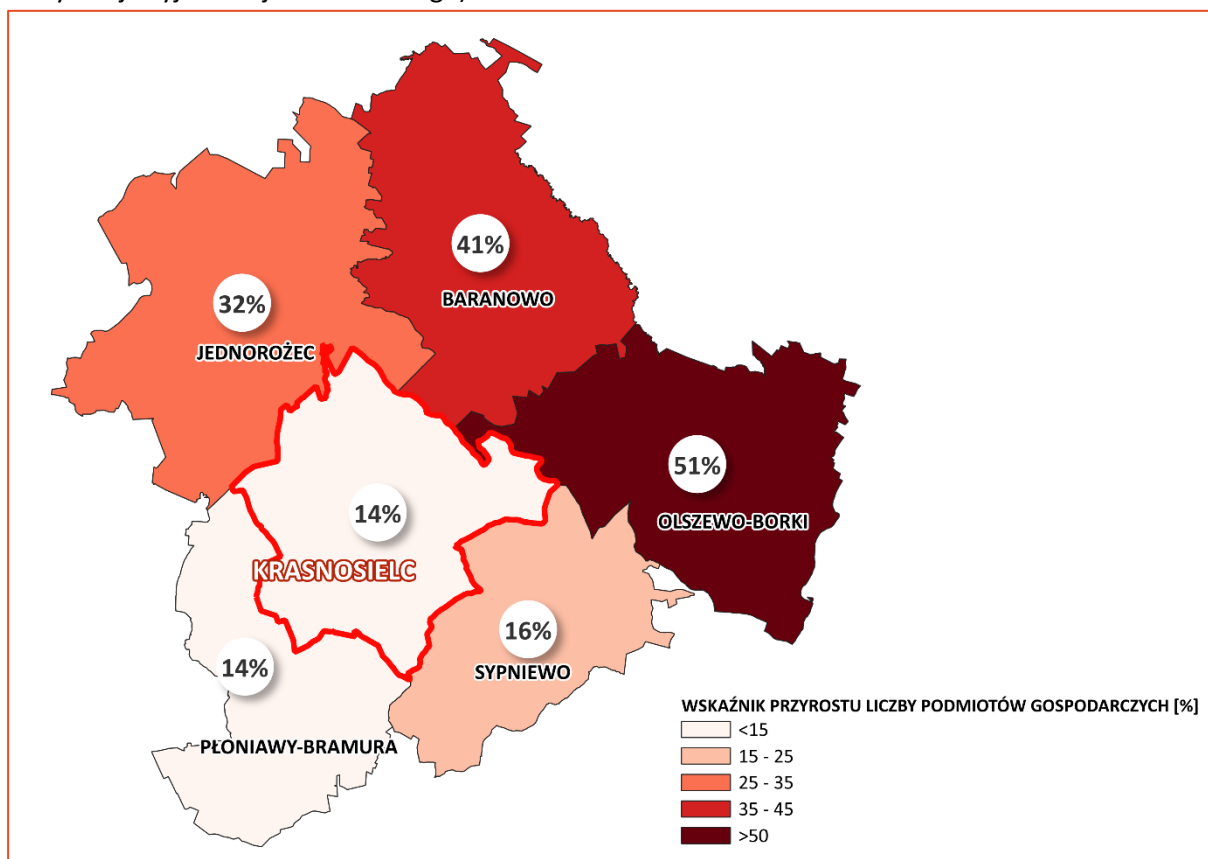 41%
BARANOWO
32%
JEDNOROŻEC
51%
OLSZEWO-BORKI
14%
KRASNOSIELC
16%
SYPNIEWO
14%
PŁONIAWY-BRAMURA
WSKAŹNIK PRZYROSTU LICZBY PODMIOTÓW GOSPODARCZYCH [%]
<15
15 - 25
25 - 35
35 - 45
>50